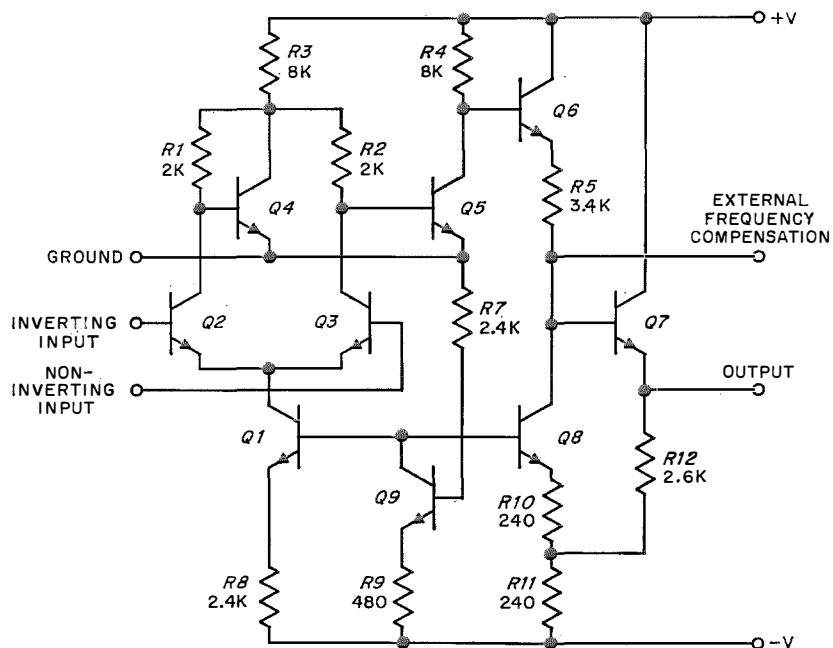 +V
R3
8K
R4
8K
Q6
R1
2K
R2
2K
R5
3.4K
Q4
Q5
EXTERNAL
FREQUENCY
COMPENSATION
GROUND
R7
2.4K
INVERTING
INPUT
Q2
Q3
Q7
NON-
INVERTING
INPUT
OUTPUT
Q1
Q8
R12
2.6K
Q9
R10
240
R8
2.4K
R9
480
R11
240
-V